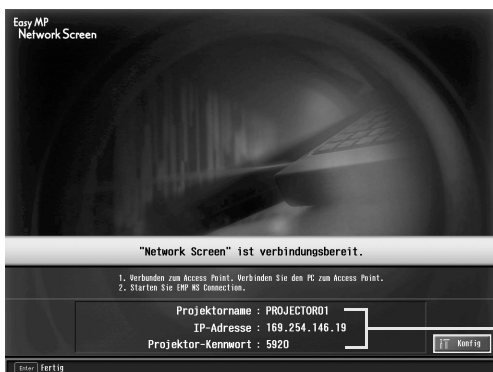 Easy MP
Network Screen
"Network Screen" ist verbindungsbereit.
1. Verbunden zum Access Point. Verbinden Sie den PC zum Access Point.
2. Starten Sie EMP NS Connection.
Projektorname : PROJECTOR01
IP-Adresse : 169.254.146.19
Projektor-Kennwort : 5920
Konfig
Enter Fertig